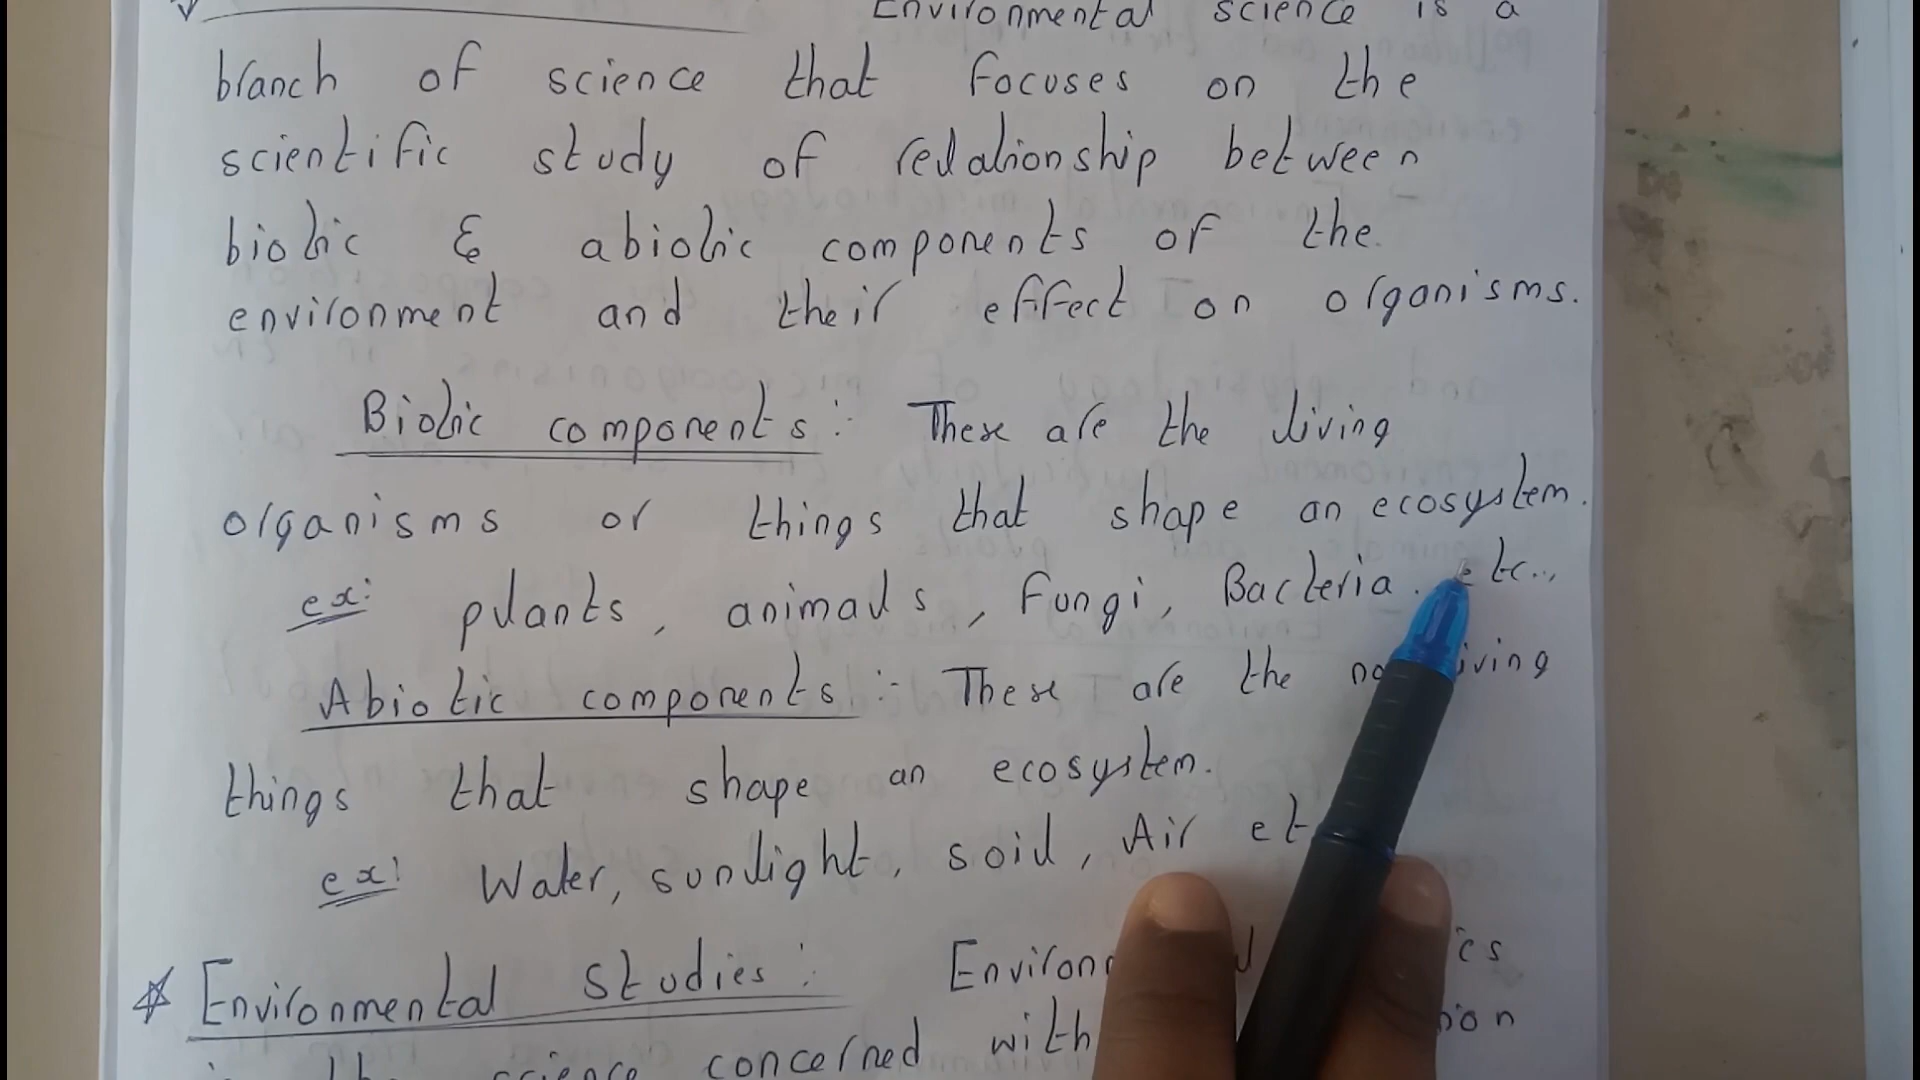 Environmental science is a
branch of science that focuses on the
scientific study of relationship between
biotic & abiotic components of the
environment and their effect on organisms.
Biotic components :- These are the living
organisms or things that shape an ecosystem.
ex: plants, animals, Fungi, Bacteria. etc..,
Abiotic components :- These are the living
things that shape an ecosystem.
ex: Water, sunlight, soil, Air
Environmental Studies :
science concerned with